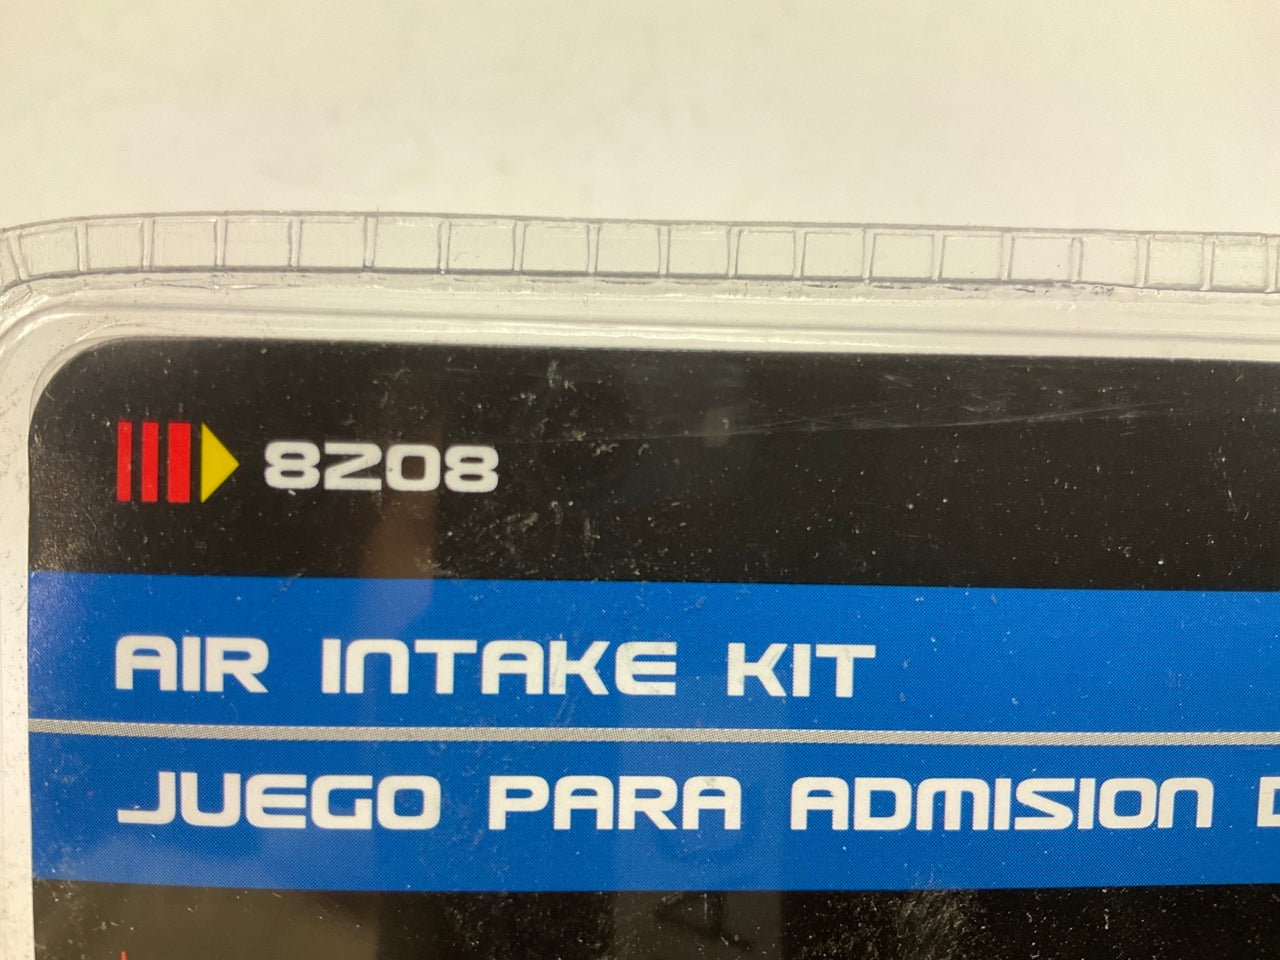 8208
AIR INTAKE KIT
JUEGO PARA ADMISION